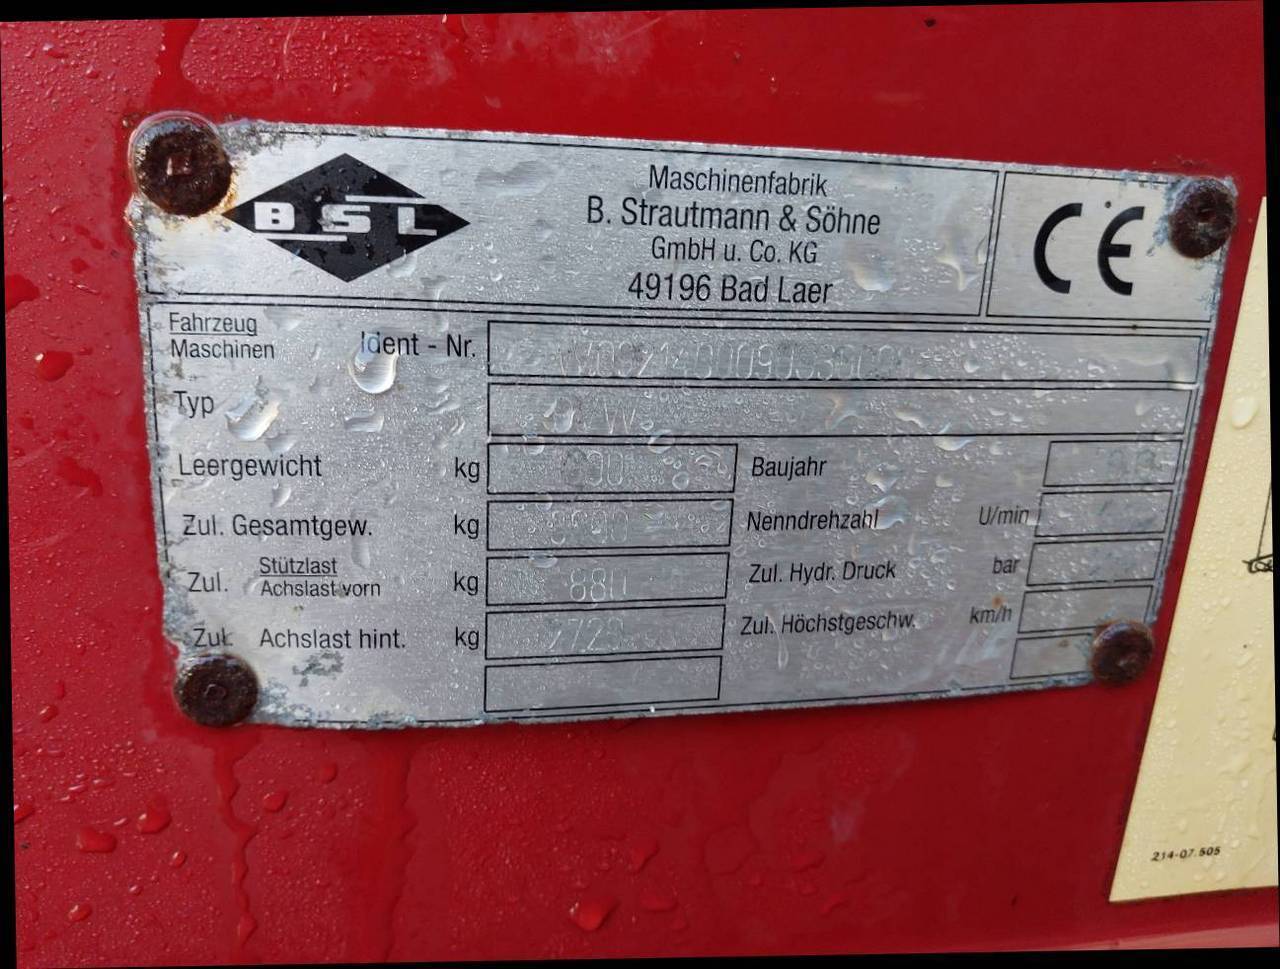 BSL
Maschinenfabrik
B. Strautmann & Söhne
GmbH u. Co. KG
49196 Bad Laer
CE
Fahrzeug
Maschinen
Ident - Nr.
Typ
Leergewicht kg
Baujahr
Zul. Gesamtgew. kg
Nenndrehzahl U/min
Zul. Stützlast
Achslast vorn kg 880
Zul. Hydr. Druck bar
Zul. Achslast hint. kg
Zul. Höchstgeschw. km/h
214-07.505